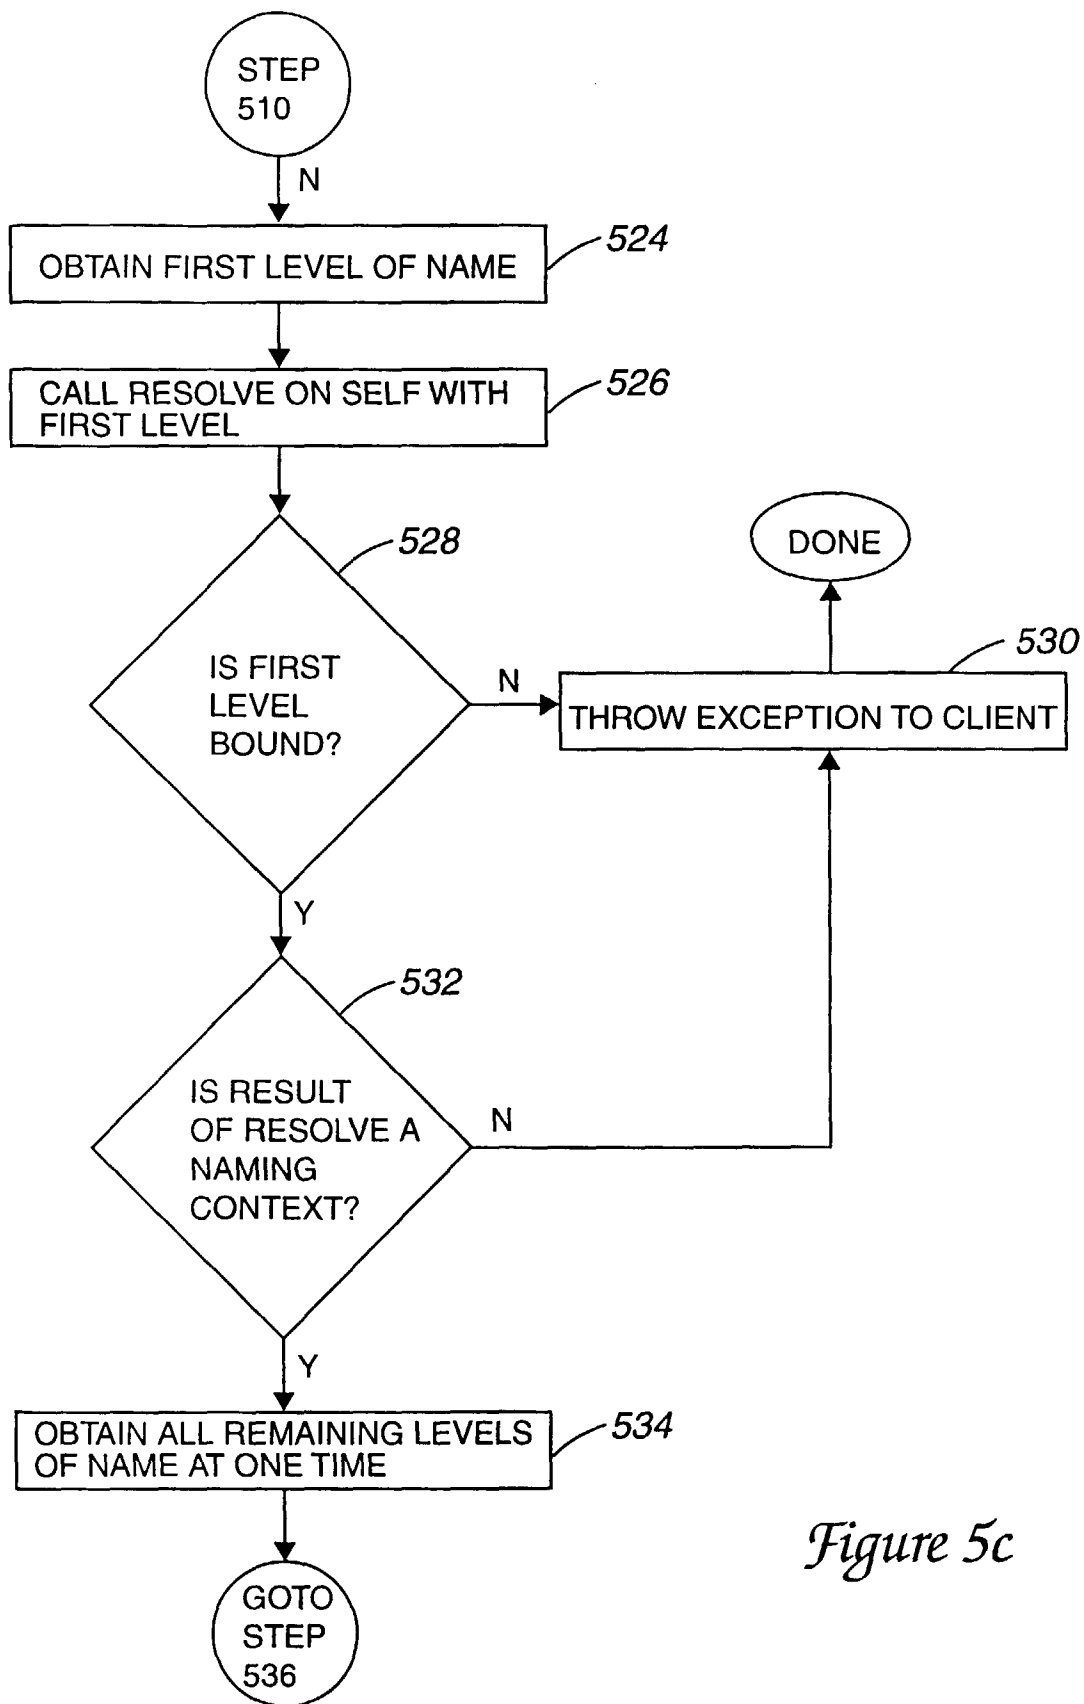 STEP
510
N
OBTAIN FIRST LEVEL OF NAME
524
CALL RESOLVE ON SELF WITH
FIRST LEVEL
526
528
IS FIRST
LEVEL
BOUND?
N
DONE
530
THROW EXCEPTION TO CLIENT
Y
532
IS RESULT
OF RESOLVE A
NAMING
CONTEXT?
N
Y
OBTAIN ALL REMAINING LEVELS
OF NAME AT ONE TIME
534
GOTO
STEP
536
Figure 5c